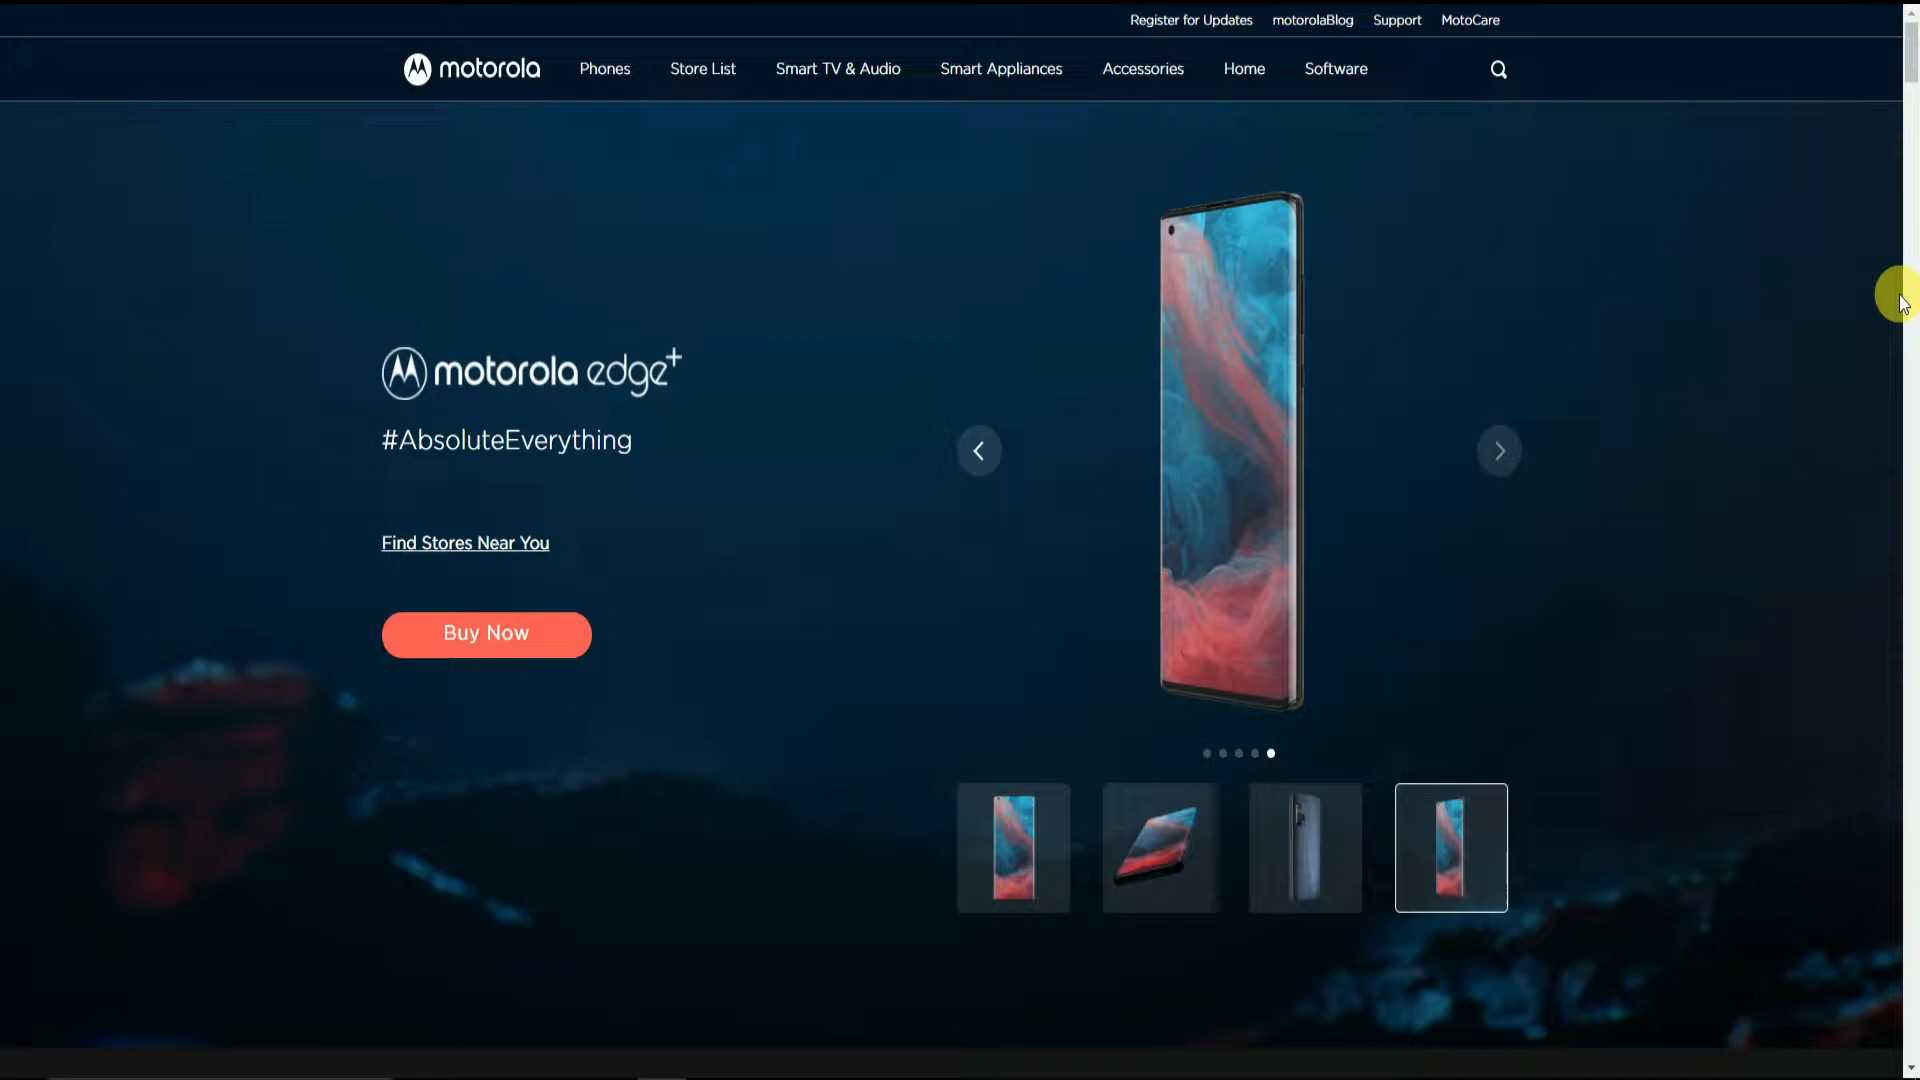 Register for Updates motorolaBlog Support MotoCare
motorola Phones Store List Smart TV & Audio Smart Appliances Accessories Home Software
motorola edge+
#AbsoluteEverything
Find Stores Near You
Buy Now